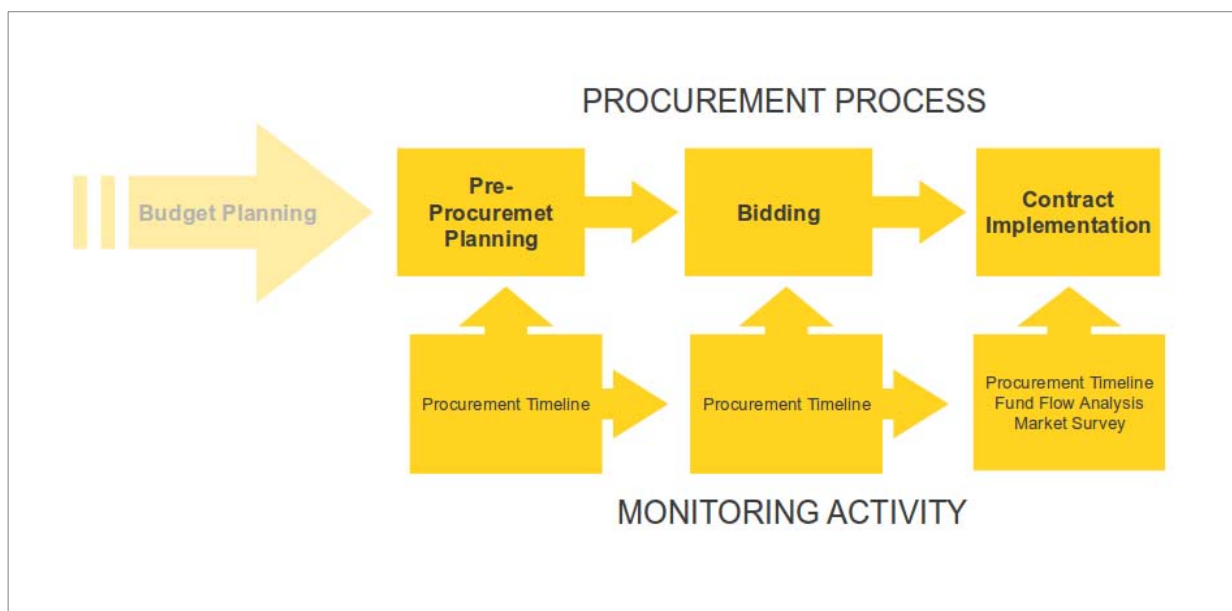 PROCUREMENT PROCESS
Budget Planning
Pre-
Procuremet
Planning
Bidding
Contract
Implementation
Procurement Timeline
Procurement Timeline
Procurement Timeline
Fund Flow Analysis
Market Survey
MONITORING ACTIVITY